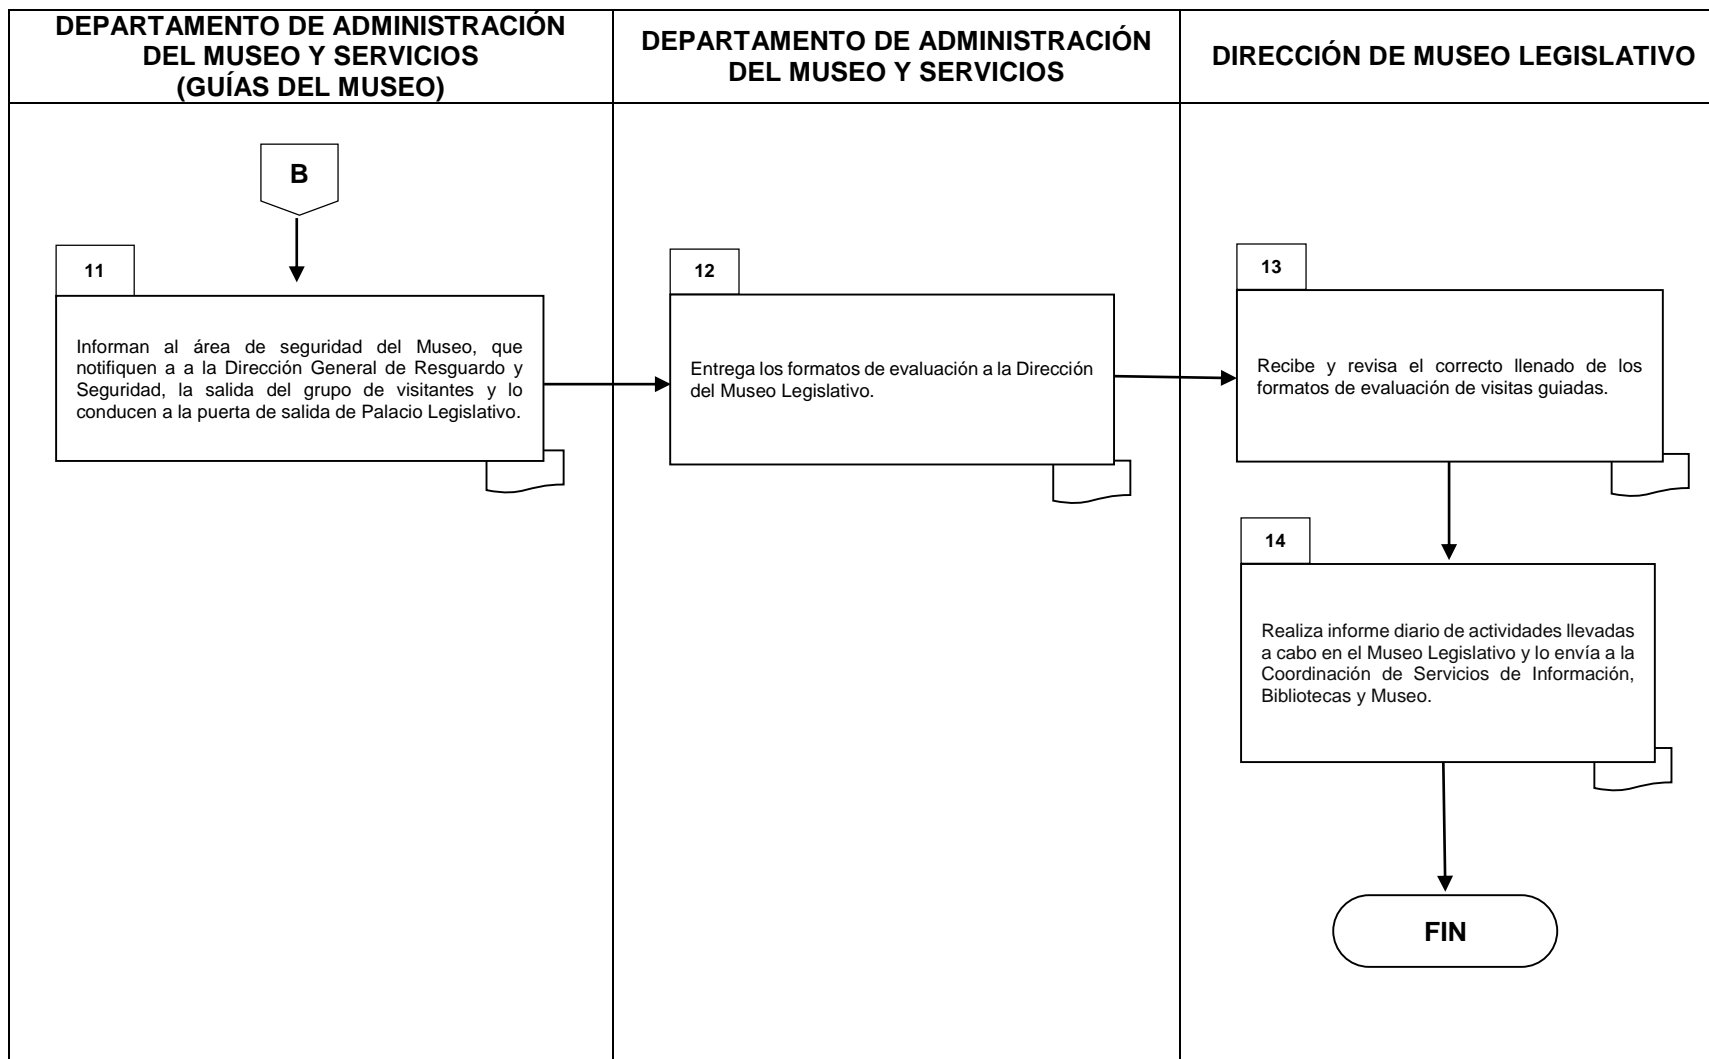 DEPARTAMENTO DE ADMINISTRACIÓN
DEL MUSEO Y SERVICIOS
(GUÍAS DEL MUSEO)
DEPARTAMENTO DE ADMINISTRACIÓN
DEL MUSEO Y SERVICIOS
DIRECCIÓN DE MUSEO LEGISLATIVO
B
11
Informan al área de seguridad del Museo, que
notifiquen a a la Dirección General de Resguardo y
Seguridad, la salida del grupo de visitantes y lo
conducen a la puerta de salida de Palacio Legislativo.
12
Entrega los formatos de evaluación a la Dirección
del Museo Legislativo.
13
Recibe y revisa el correcto llenado de los
formatos de evaluación de visitas guiadas.
14
Realiza informe diario de actividades llevadas
a cabo en el Museo Legislativo y lo envía a la
Coordinación de Servicios de Información,
Bibliotecas y Museo.
FIN